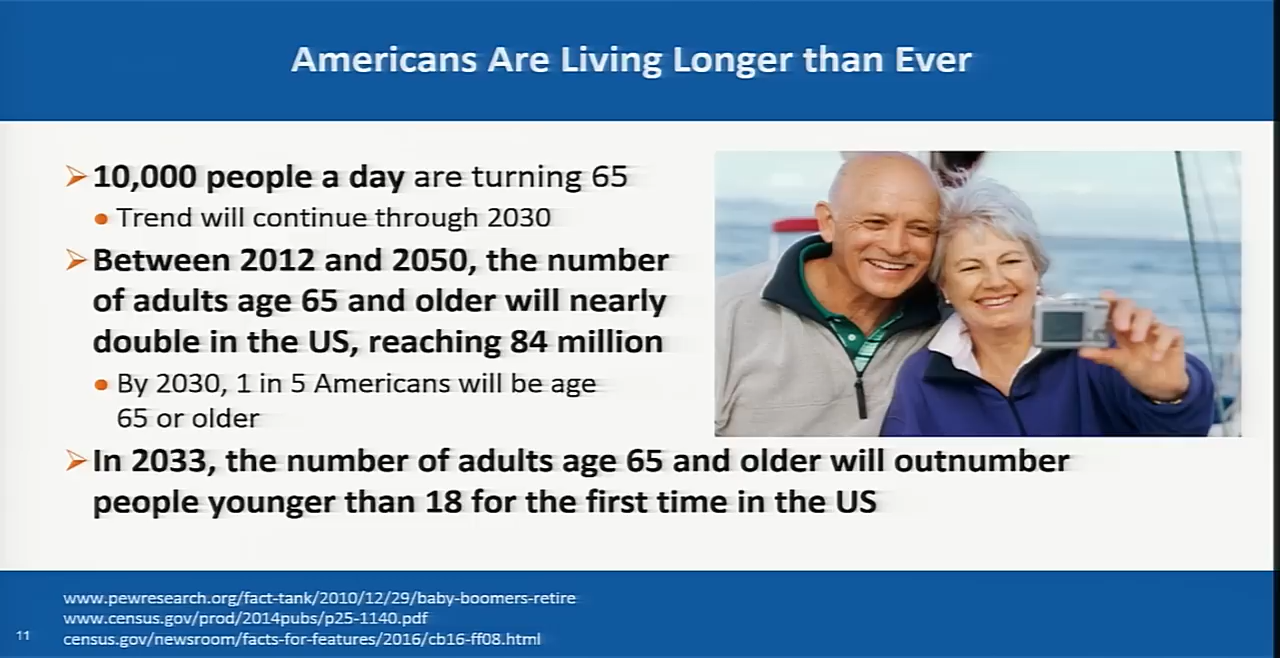 Americans Are Living Longer than Ever
10,000 people a day are turning 65
Trend will continue through 2030
Between 2012 and 2050, the number
of adults age 65 and older will nearly
double in the US, reaching 84 million
By 2030, 1 in 5 Americans will be age
65 or older
In 2033, the number of adults age 65 and older will outnumber
people younger than 18 for the first time in the US
www.pewresearch.org/fact-tank/2010/12/29/baby-boomers-retire
www.census.gov/prod/2014pubs/p25-1140.pdf
census.gov/newsroom/facts-for-features/2016/cb16-ff08.html
11